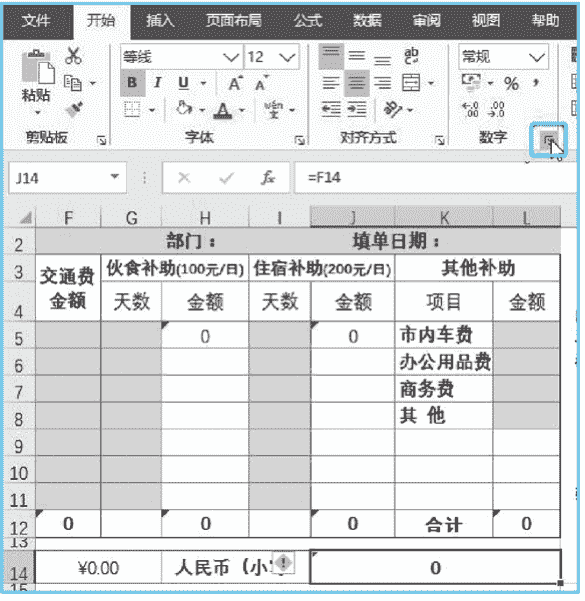 文件 开始 插入 页面布局 公式 数据 审阅 视图 帮助
等线 12 常规
粘贴 B I U A A wén 文 ab %
剪贴板 字体 对齐方式 数字
J14 fx =F14
F G H I J K L
2 部门： 填单日期：
3 交通费 伙食补助(100元/日) 住宿补助(200元/日) 其他补助
4 金额 天数 金额 天数 金额 项目 金额
5 0 0 市内车费
6 办公用品费
7 商务费
8 其 他
9
10
11
12 0 0 0 合计 0
13
14 ¥0.00 人民币（小 0
15